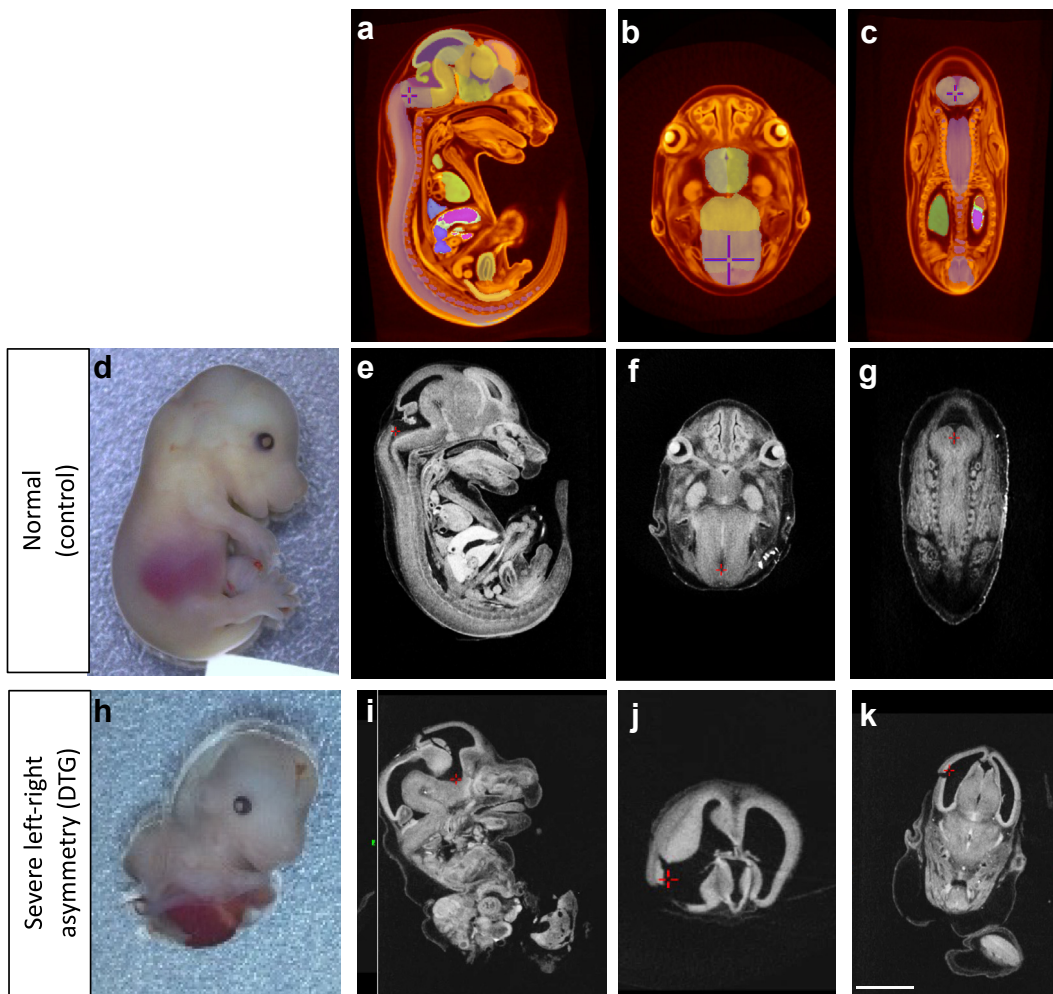 a
b
c
Normal
(control)
d
e
f
g
Severe left-right
asymmetry (DTG)
h
i
j
k